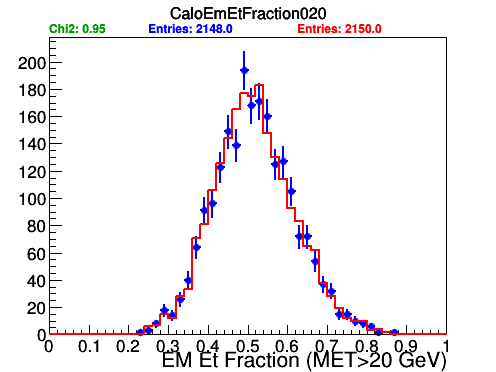 CaloEmEtFraction020
Chi2: 0.95 Entries: 2148.0 Entries: 2150.0
200
180
160
140
120
100
80
60
40
20
0
0 0.1 0.2 0.3 0.4 0.5 0.6 0.7 0.8 0.9 1
EM Et Fraction (MET>20 GeV)